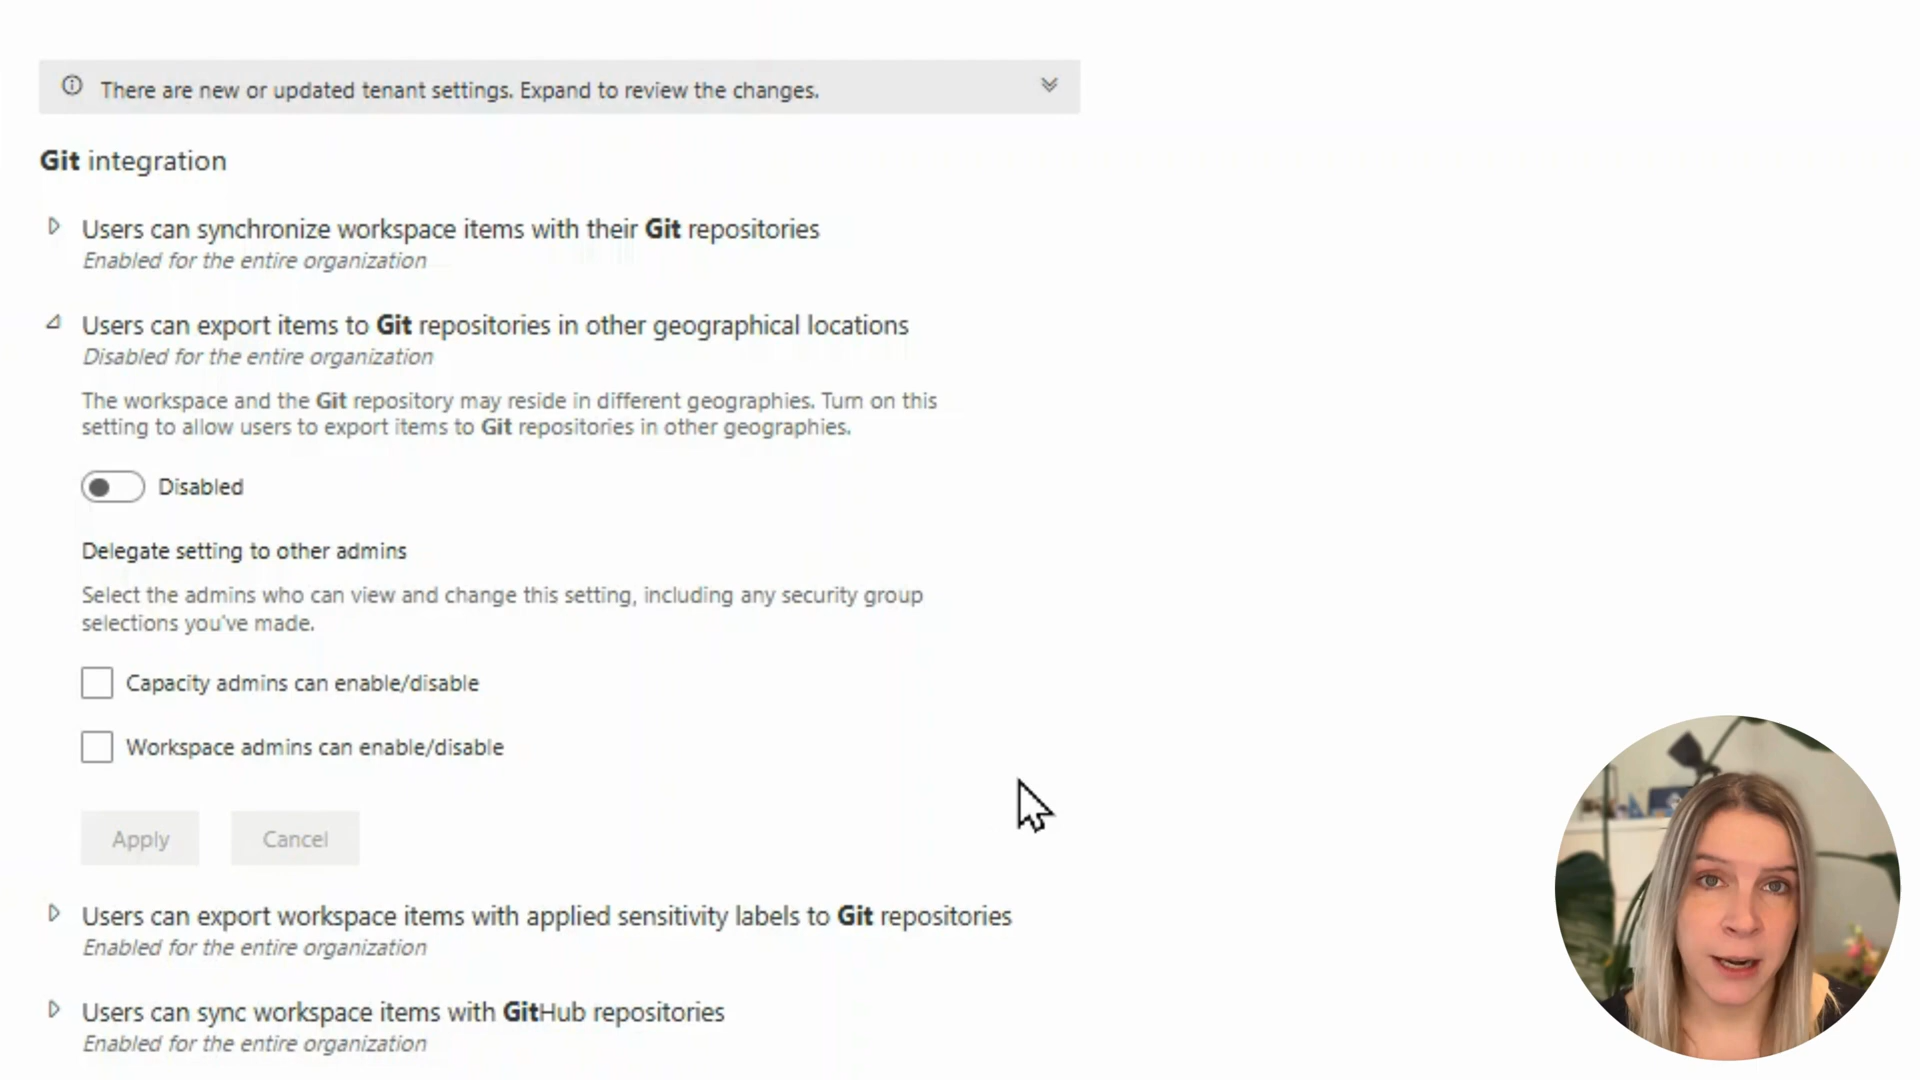 There are new or updated tenant settings. Expand to review the changes.
Git integration
Users can synchronize workspace items with their Git repositories
Enabled for the entire organization
Users can export items to Git repositories in other geographical locations
Disabled for the entire organization
The workspace and the Git repository may reside in different geographies. Turn on this
setting to allow users to export items to Git repositories in other geographies.
Disabled
Delegate setting to other admins
Select the admins who can view and change this setting, including any security group
selections you've made.
Capacity admins can enable/disable
Workspace admins can enable/disable
Apply
Cancel
Users can export workspace items with applied sensitivity labels to Git repositories
Enabled for the entire organization
Users can sync workspace items with GitHub repositories
Enabled for the entire organization